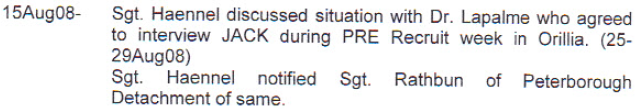 15Aug08- Sgt. Haennel discussed situation with Dr. Lapalme who agreed
to interview JACK during PRE Recruit week in Orillia. (25-
29Aug08)
Sgt. Haennel notified Sgt. Rathbun of Peterborough
Detachment of same.